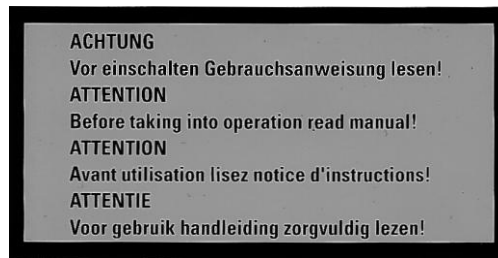 ACHTUNG
Vor einschalten Gebrauchsanweisung lesen!
ATTENTION
Before taking into operation read manual!
ATTENTION
Avant utilisation lisez notice d'instructions!
ATTENTIE
Voor gebruik handleiding zorgvuldig lezen!